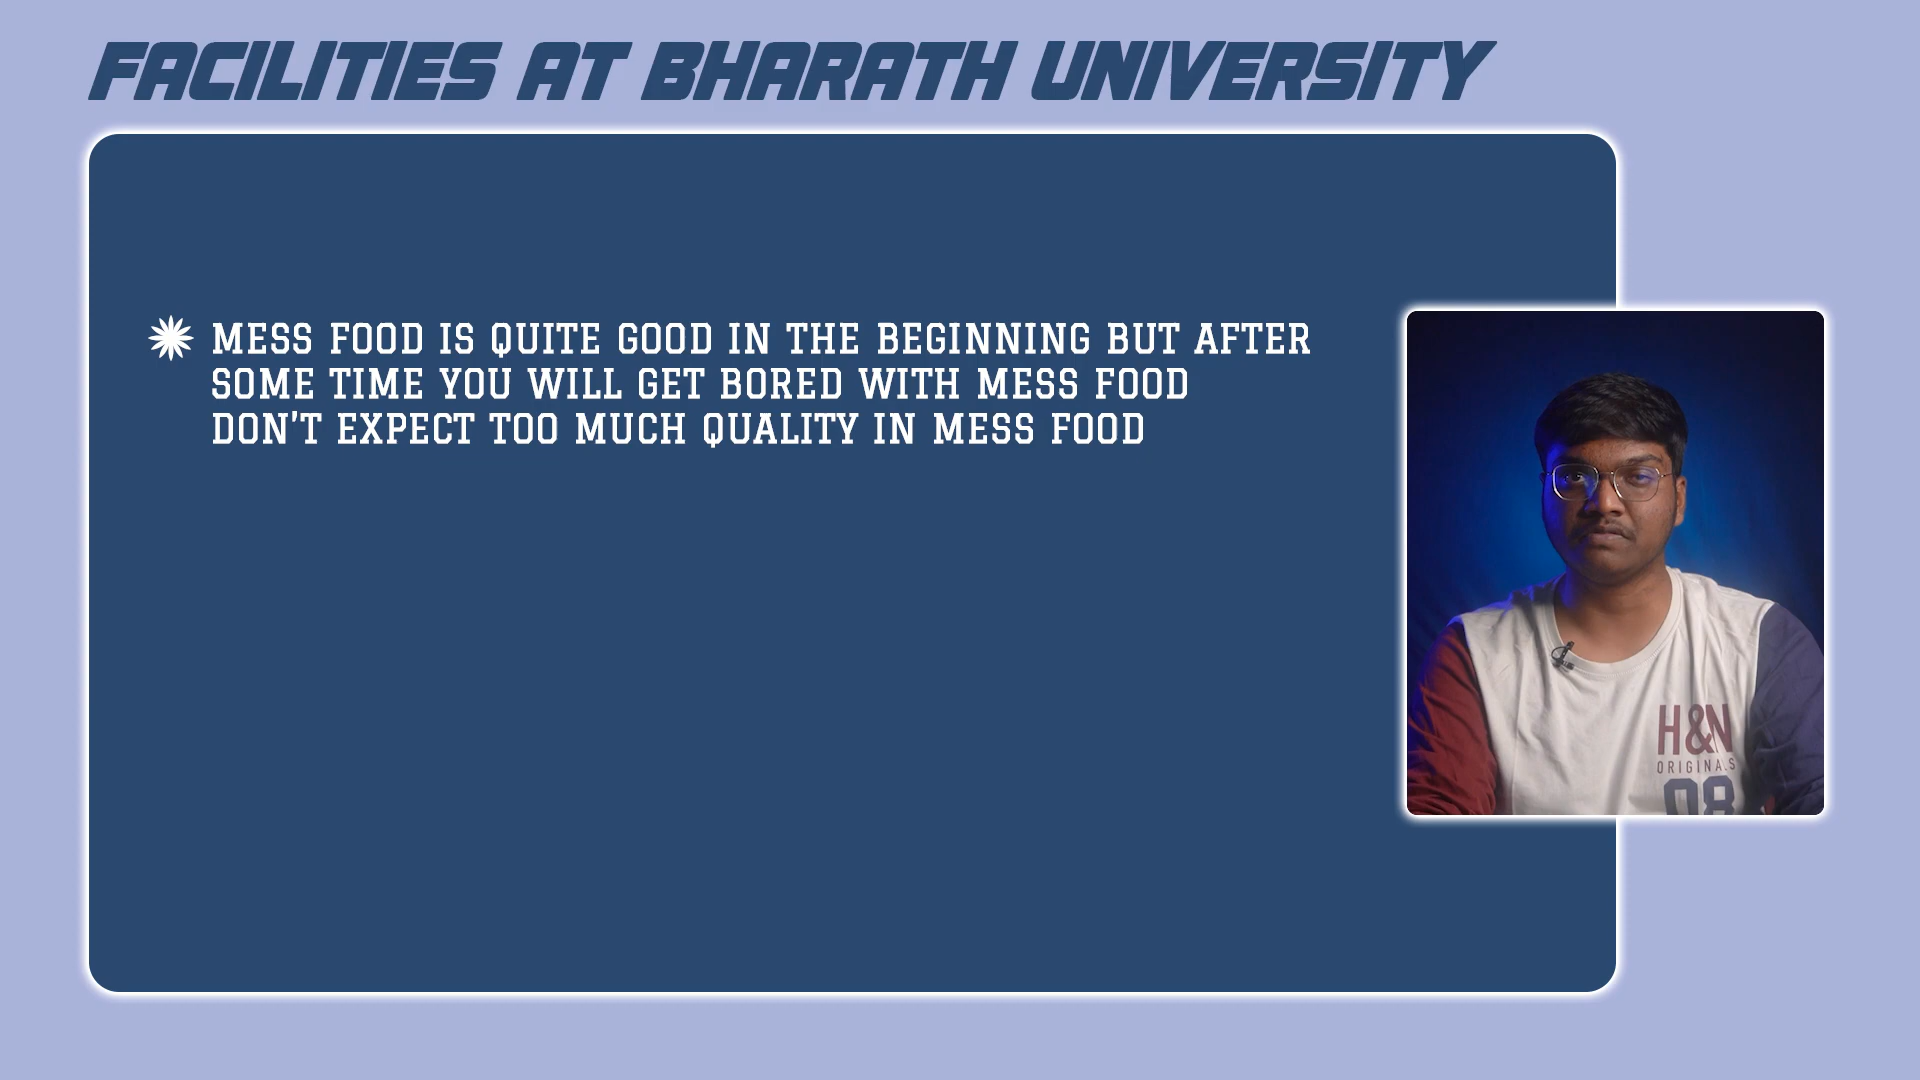 FACILITIES AT BHARATH UNIVERSITY
MESS FOOD IS QUITE GOOD IN THE BEGINNING BUT AFTER
SOME TIME YOU WILL GET BORED WITH MESS FOOD
DON'T EXPECT TOO MUCH QUALITY IN MESS FOOD
H&N
ORIGINALS
08